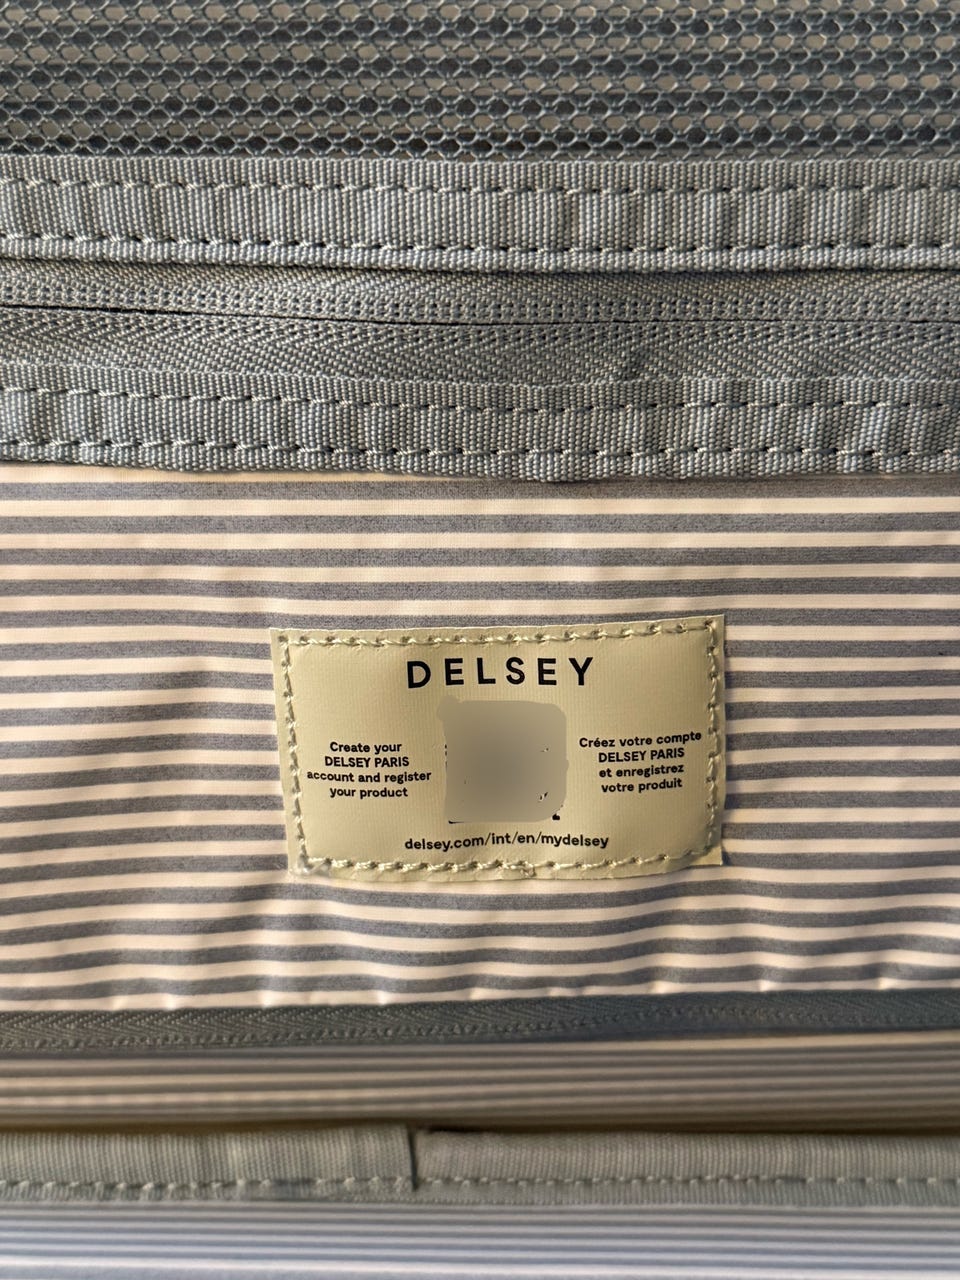 DELSEY
Create your
DELSEY PARIS
account and register
your product
Créez votre compte
DELSEY PARIS
et enregistrez
votre produit
delsey.com/int/en/mydelsey